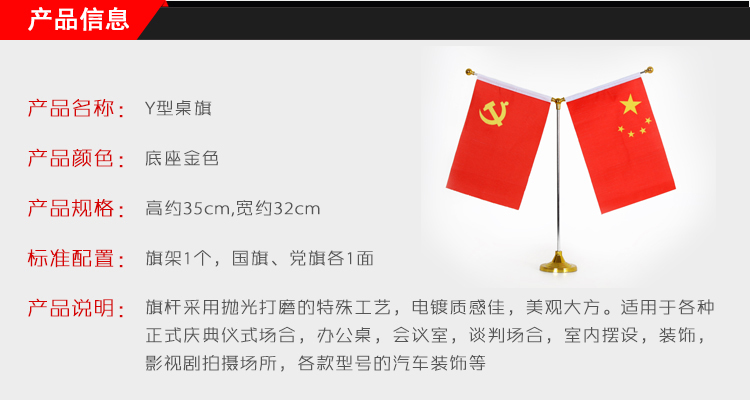 产品信息
产品名称： Y型桌旗
产品颜色： 底座金色
产品规格： 高约35cm,宽约32cm
标准配置： 旗架1个，国旗、党旗各1面
产品说明： 旗杆采用抛光打磨的特殊工艺，电镀质感佳，美观大方。适用于各种
正式庆典仪式场合，办公桌，会议室，谈判场合，室内摆设，装饰，
影视剧拍摄场所，各款型号的汽车装饰等